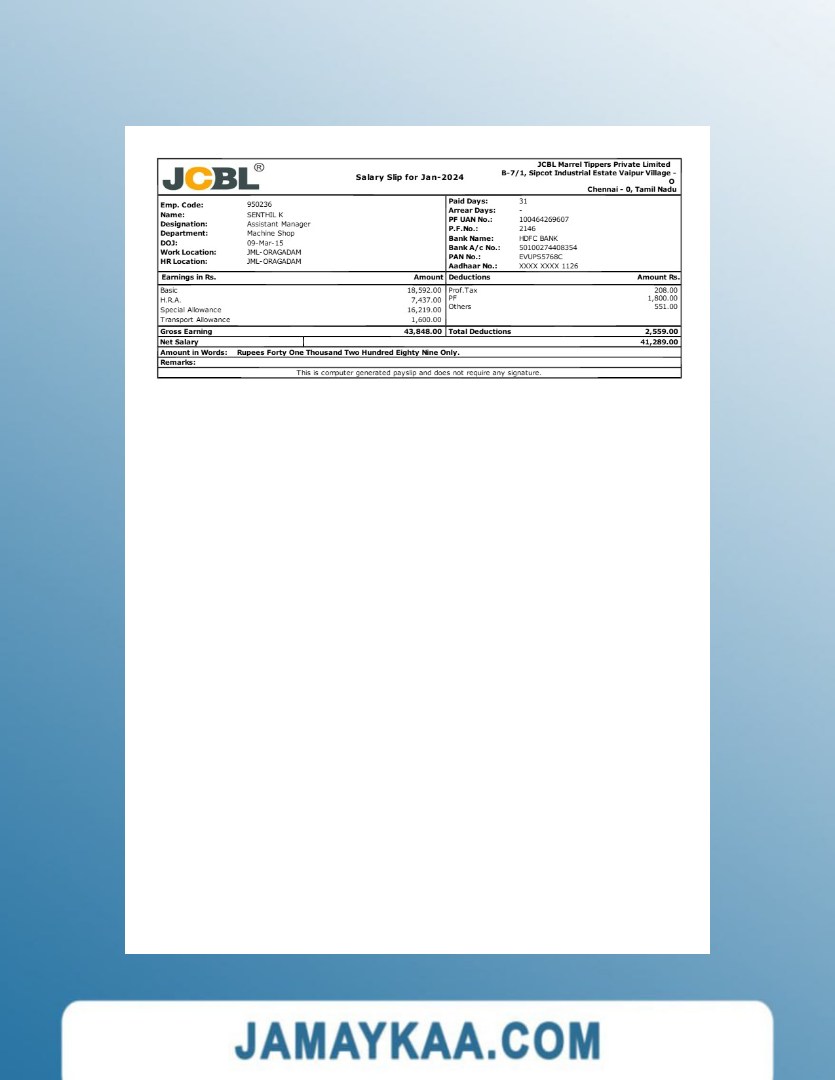 JCBL®
Salary Slip for Jan-2024
JCBL Marrel Tippers Private Limited
B-7/1, Sipcot Industrial Estate Vaipur Village -
O
Chennai - 0, Tamil Nadu
Emp. Code: 950236
Name: SENTHIL K
Designation: Assistant Manager
Department: Machine Shop
DOJ: 09-Mar-15
Work Location: JML-ORAGADAM
HR Location: JML-ORAGADAM
Paid Days: 31
Arrear Days: -
PF UAN No.: 100464269607
P.F.No.: 2146
Bank Name: HDFC BANK
Bank A/c No.: 50100274408354
PAN No.: EVUPS5768C
Aadhaar No.: XXXX XXXX 1126
Earnings in Rs. Amount Deductions Amount Rs.
Basic 18,592.00 Prof.Tax 208.00
H.R.A. 7,437.00 PF 1,800.00
Special Allowance 16,219.00 Others 551.00
Transport Allowance 1,600.00
Gross Earning 43,848.00 Total Deductions 2,559.00
Net Salary 41,289.00
Amount in Words: Rupees Forty One Thousand Two Hundred Eighty Nine Only.
Remarks:
This is computer generated payslip and does not require any signature.
JAMAYKAA.COM